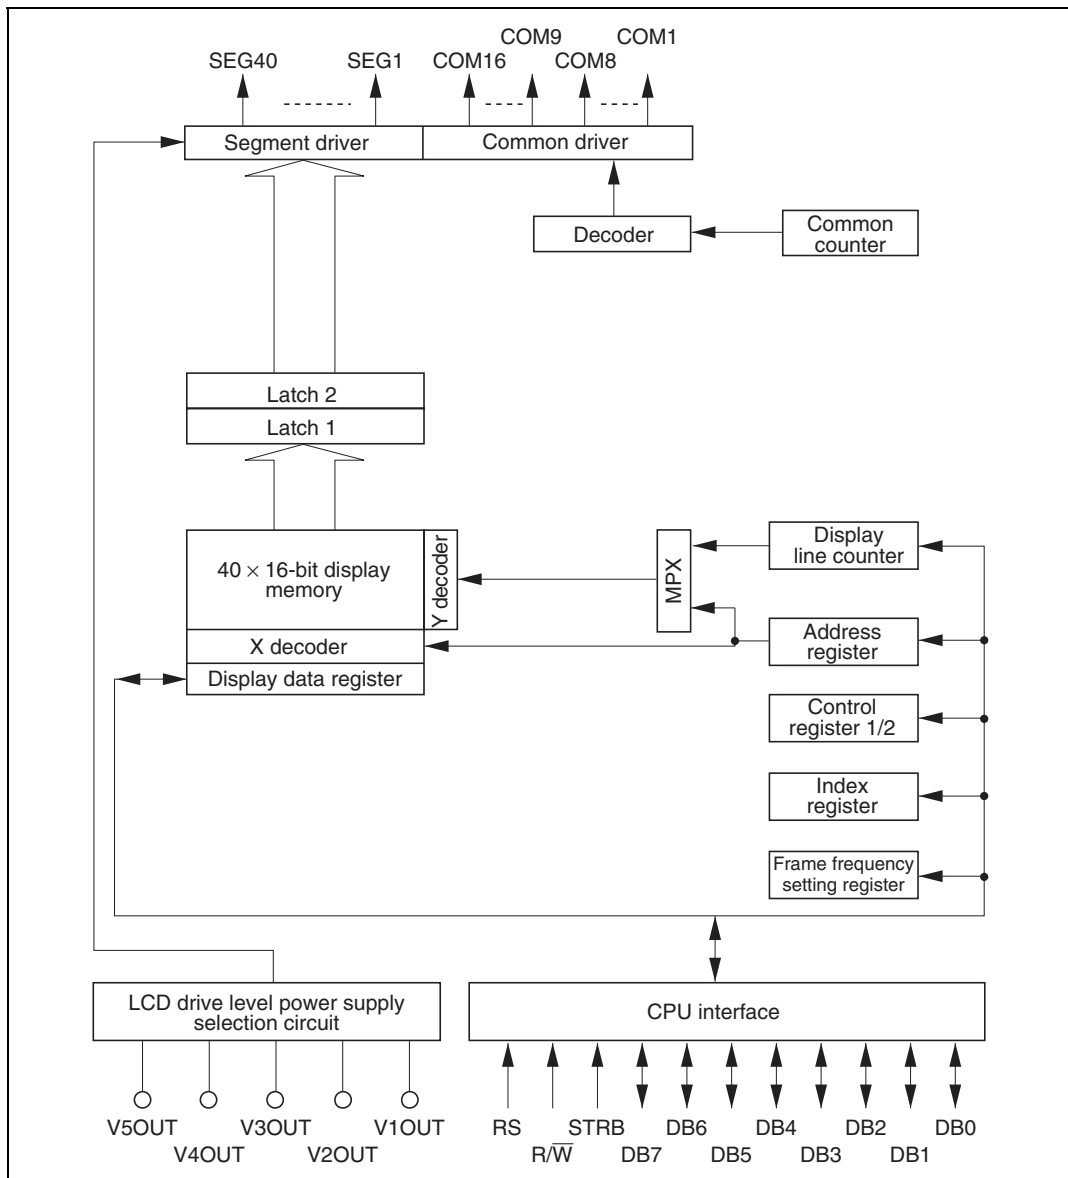 COM9 COM1
SEG40 SEG1 COM16 COM8
Segment driver Common driver
Decoder
Common
counter
Latch 2
Latch 1
40 × 16-bit display
memory
Y decoder
MPX
Display
line counter
X decoder
Address
register
Display data register
Control
register 1/2
Index
register
Frame frequency
setting register
LCD drive level power supply
selection circuit
CPU interface
V5OUT V3OUT V1OUT RS STRB DB6 DB4 DB2 DB0
V4OUT V2OUT R/W̅ DB7 DB5 DB3 DB1